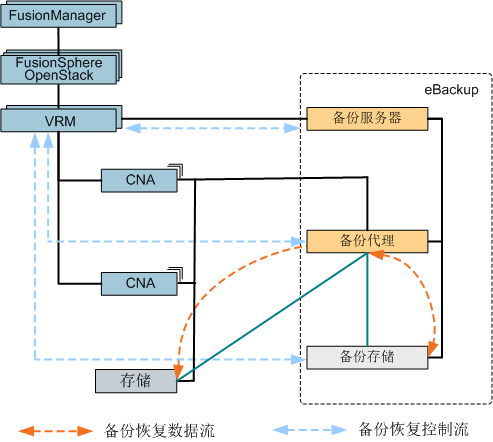 FusionManager
FusionSphere
OpenStack
eBackup
VRM
备份服务器
CNA
备份代理
CNA
备份存储
存储
备份恢复数据流
备份恢复控制流